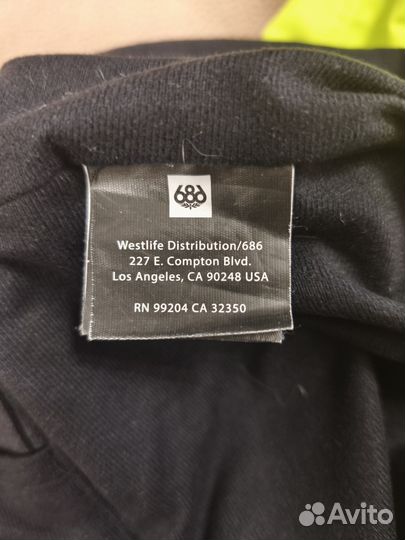 686
Westlife Distribution/686
227 E. Compton Blvd.
Los Angeles, CA 90248 USA
RN 99204 CA 32350
Avito